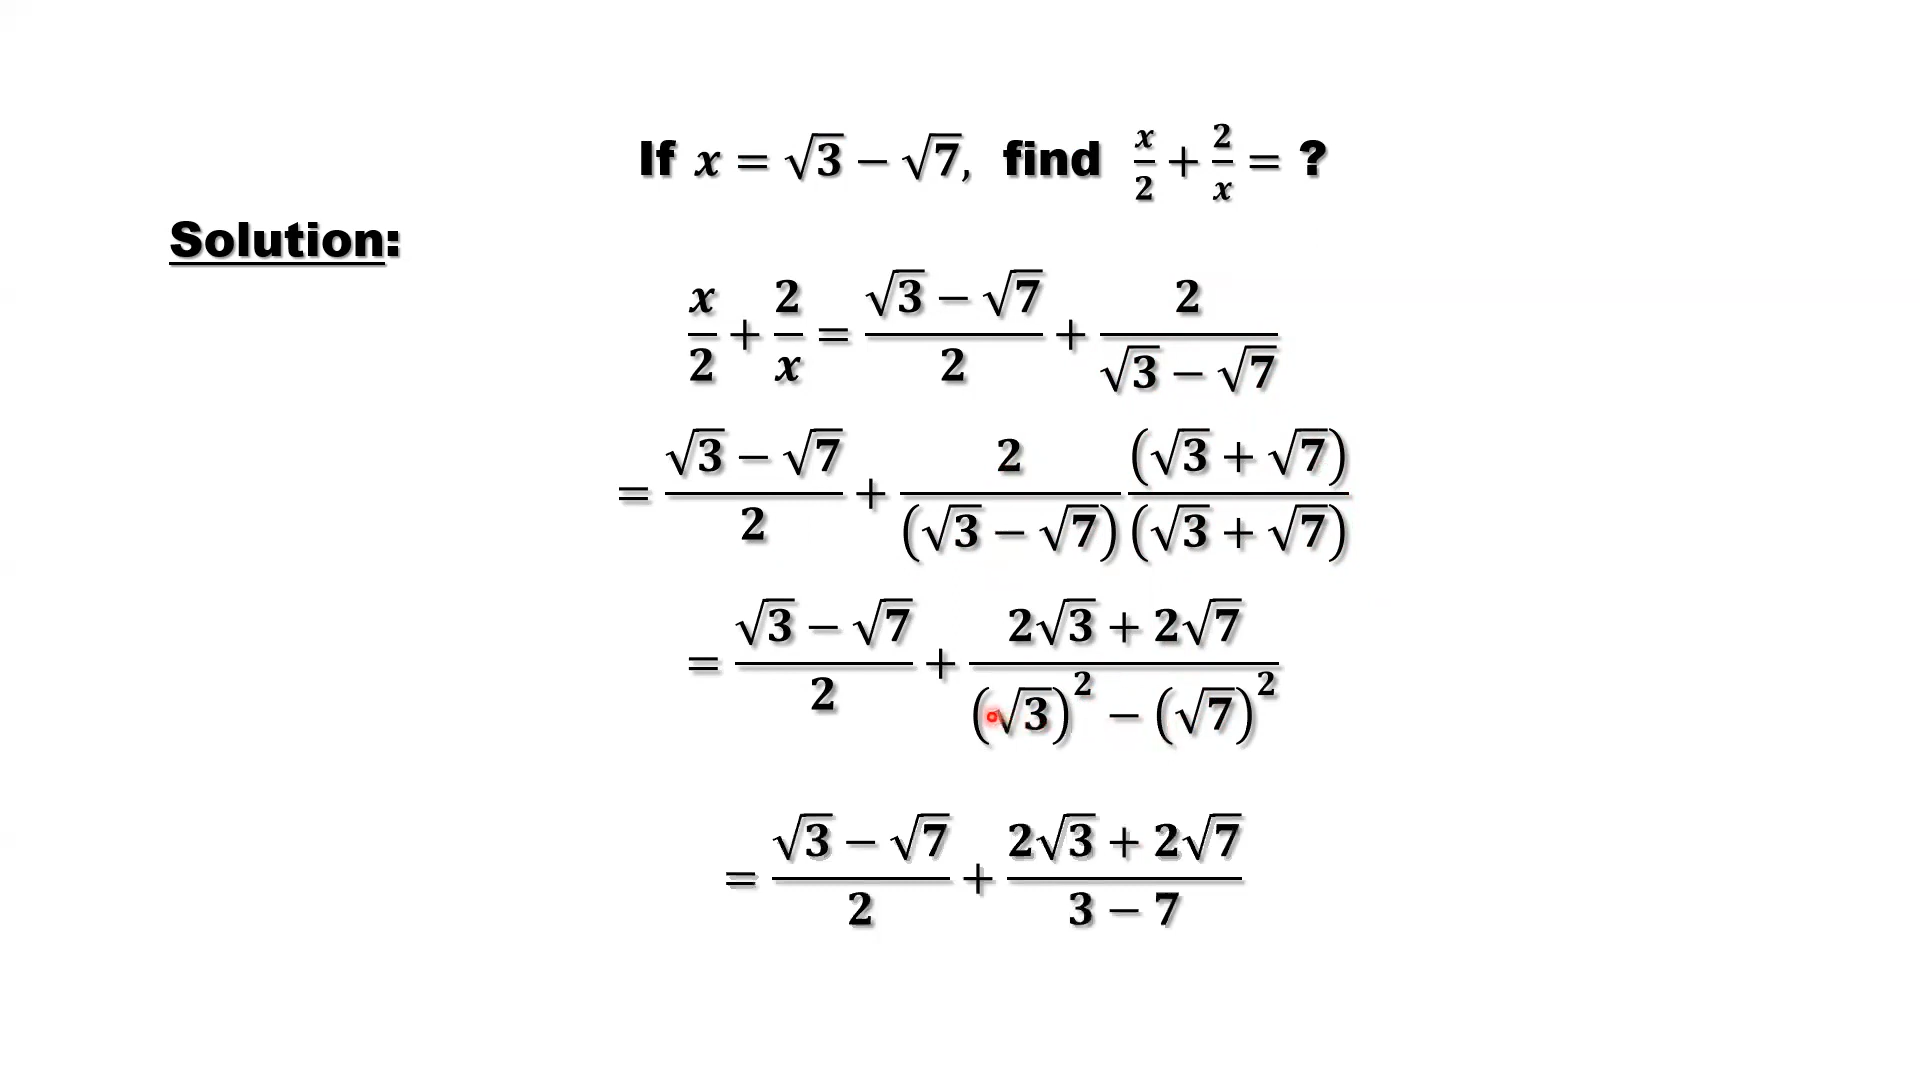 If x = √3 − √7, find x/2 + 2/x = ?
Solution:
x/2 + 2/x = (√3 − √7)/2 + 2/(√3 − √7)
= (√3 − √7)/2 + 2/(√3 − √7) (√3 + √7)/(√3 + √7)
= (√3 − √7)/2 + (2√3 + 2√7)/((√3)² − (√7)²)
= (√3 − √7)/2 + (2√3 + 2√7)/(3 − 7)